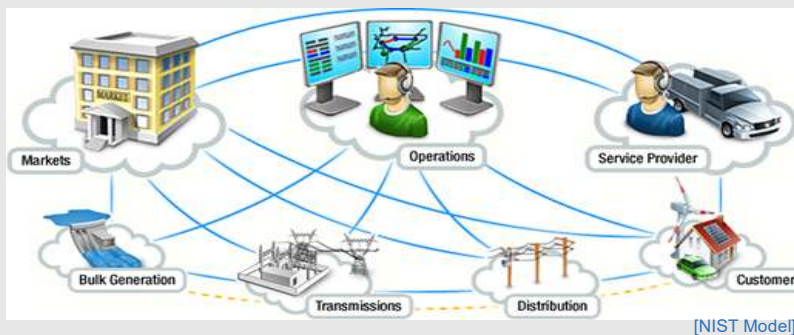 MARKET
Markets
Operations
Service Provider
Bulk Generation
Transmissions
Distribution
Customer
[NIST Model]